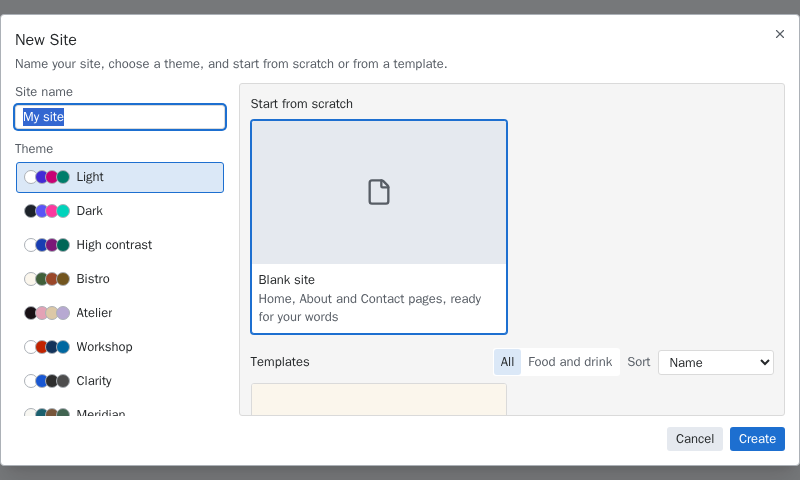 New Site
Name your site, choose a theme, and start from scratch or from a template.
Site name
My site
Theme
Light
Dark
High contrast
Bistro
Atelier
Workshop
Clarity
Meridian
Start from scratch
Blank site
Home, About and Contact pages, ready
for your words
Templates
All
Food and drink
Sort
Name
Cancel
Create